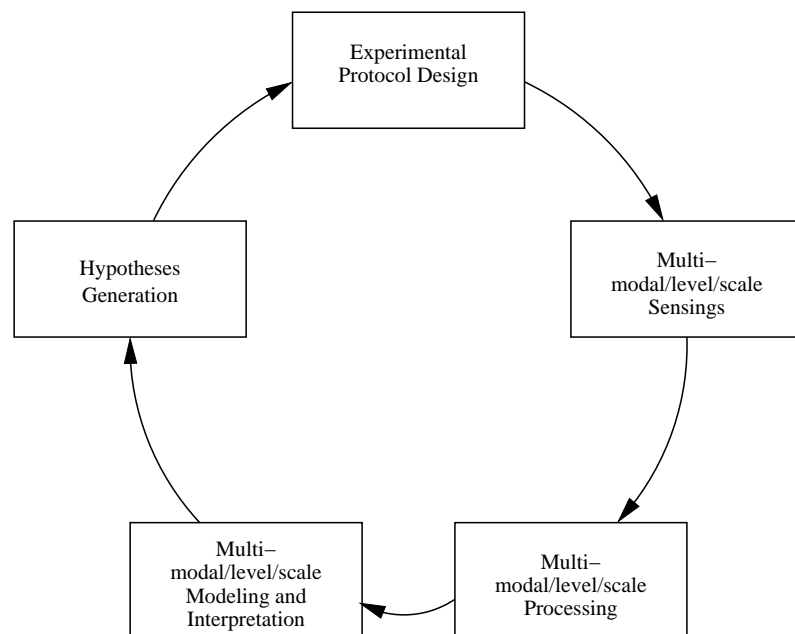 Experimental
Protocol Design
Hypotheses
Generation
Multi–
modal/level/scale
Sensings
Multi–
modal/level/scale
Modeling and
Interpretation
Multi–
modal/level/scale
Processing